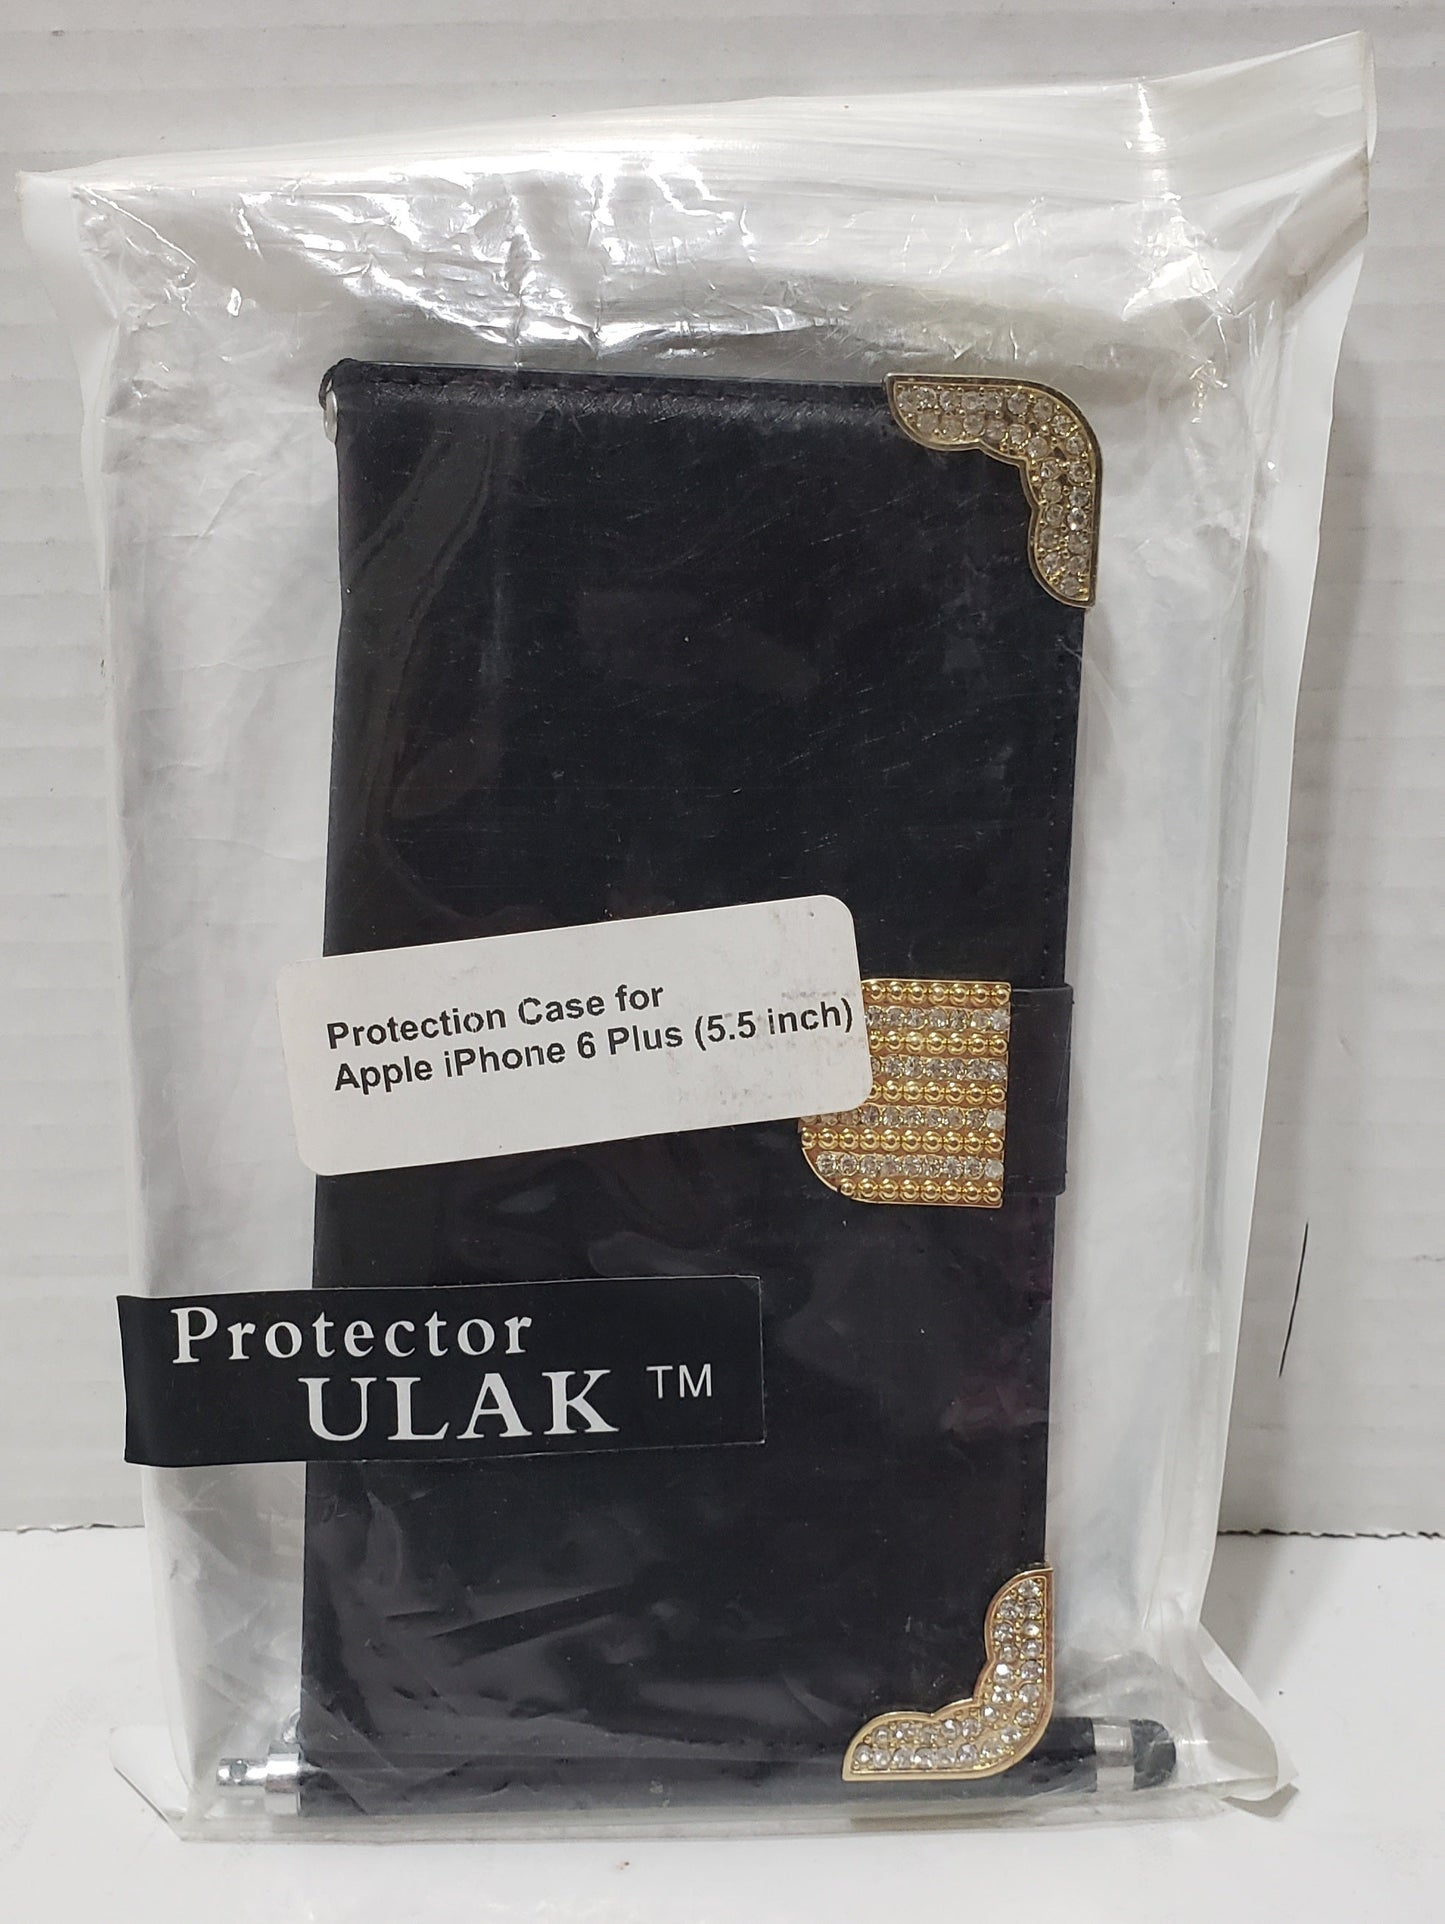 Protection Case for
Apple iPhone 6 Plus (5.5 inch)
Protector
ULAK TM